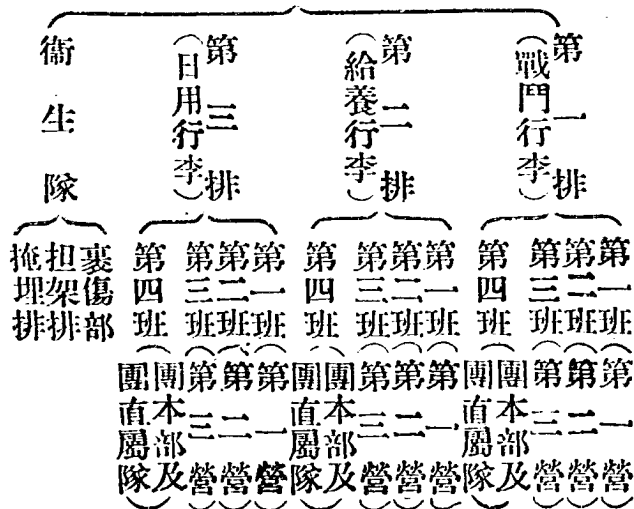 第一排
（戰鬥行李）
第一班（第一營）
第二班（第二營）
第三班（第三營）
第四班（團本部及團直屬隊）
第二排
（給養行李）
第一班（第一營）
第二班（第二營）
第三班（第三營）
第四班（團本部及團直屬隊）
第三排
（日用行李）
第一班（第一營）
第二班（第二營）
第三班（第三營）
第四班（團本部及團直屬隊）
衞生隊
裹傷部
担架排
掩埋排